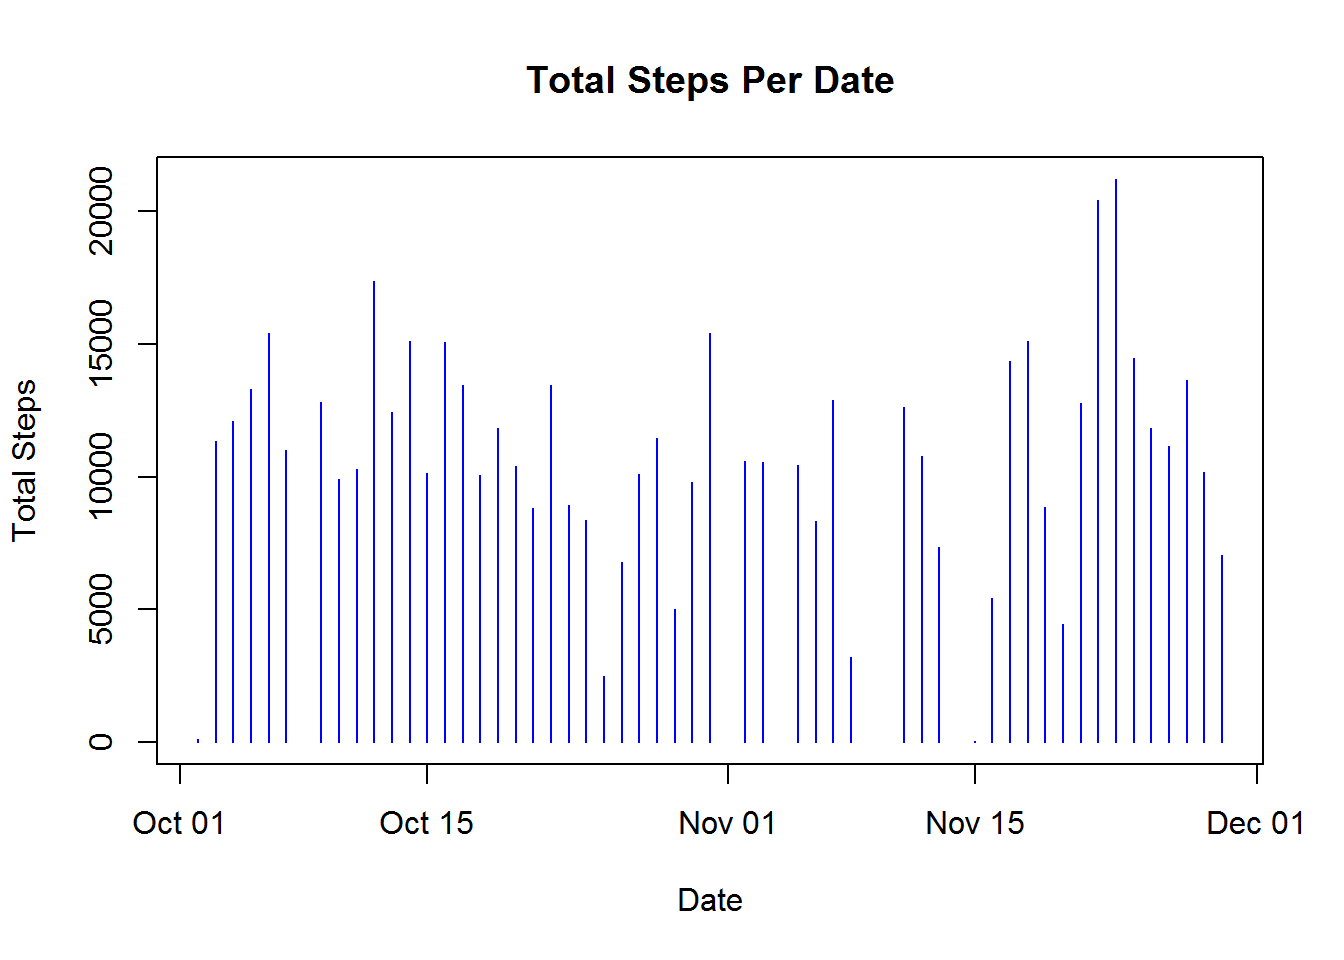 Total Steps Per Date
Total Steps
20000
15000
10000
5000
0
Oct 01
Oct 15
Nov 01
Nov 15
Dec 01
Date